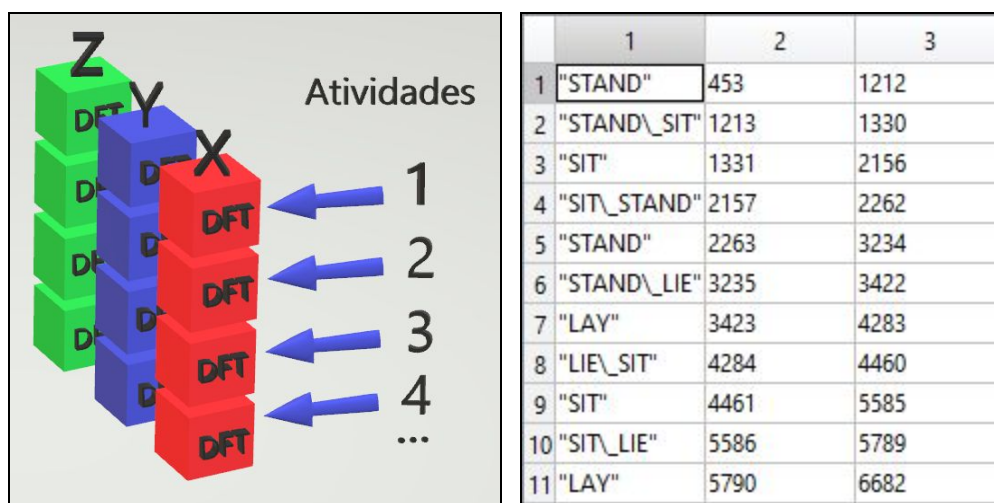 Z
Y
X
Atividades
DFT
DFT
DFT
DFT
1
2
3
4
...
1 2 3
1 "STAND" 453 1212
2 "STAND\_SIT" 1213 1330
3 "SIT" 1331 2156
4 "SIT\_STAND" 2157 2262
5 "STAND" 2263 3234
6 "STAND\_LIE" 3235 3422
7 "LAY" 3423 4283
8 "LIE\_SIT" 4284 4460
9 "SIT" 4461 5585
10 "SIT\_LIE" 5586 5789
11 "LAY" 5790 6682